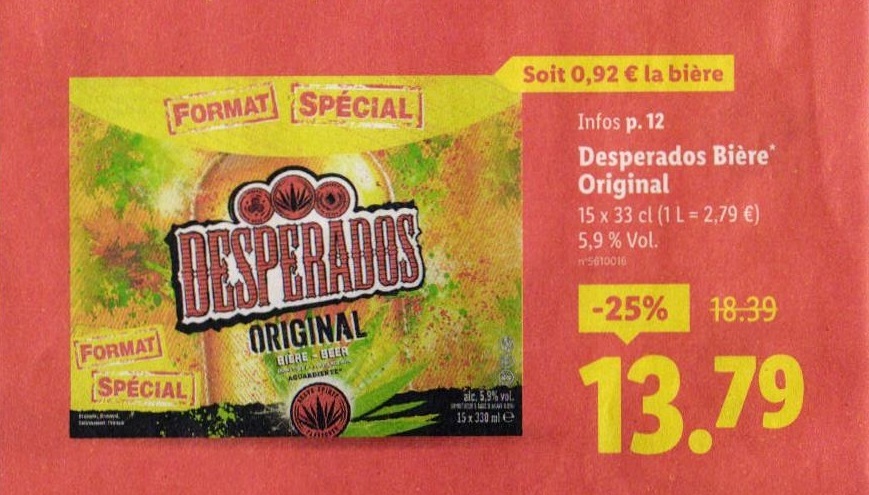 Soit 0,92 € la bière
FORMAT SPÉCIAL
DESPERADOS
ORIGINAL
BIÈRE - BEER
AGUARDIENTE*
FORMAT
SPÉCIAL
alc. 5,9% vol.
15 x 330 ml e
Infos p. 12
Desperados Bière*
Original
15 x 33 cl (1 L = 2,79 €)
5,9 % Vol.
n°5610016
-25% 18.39
13.79